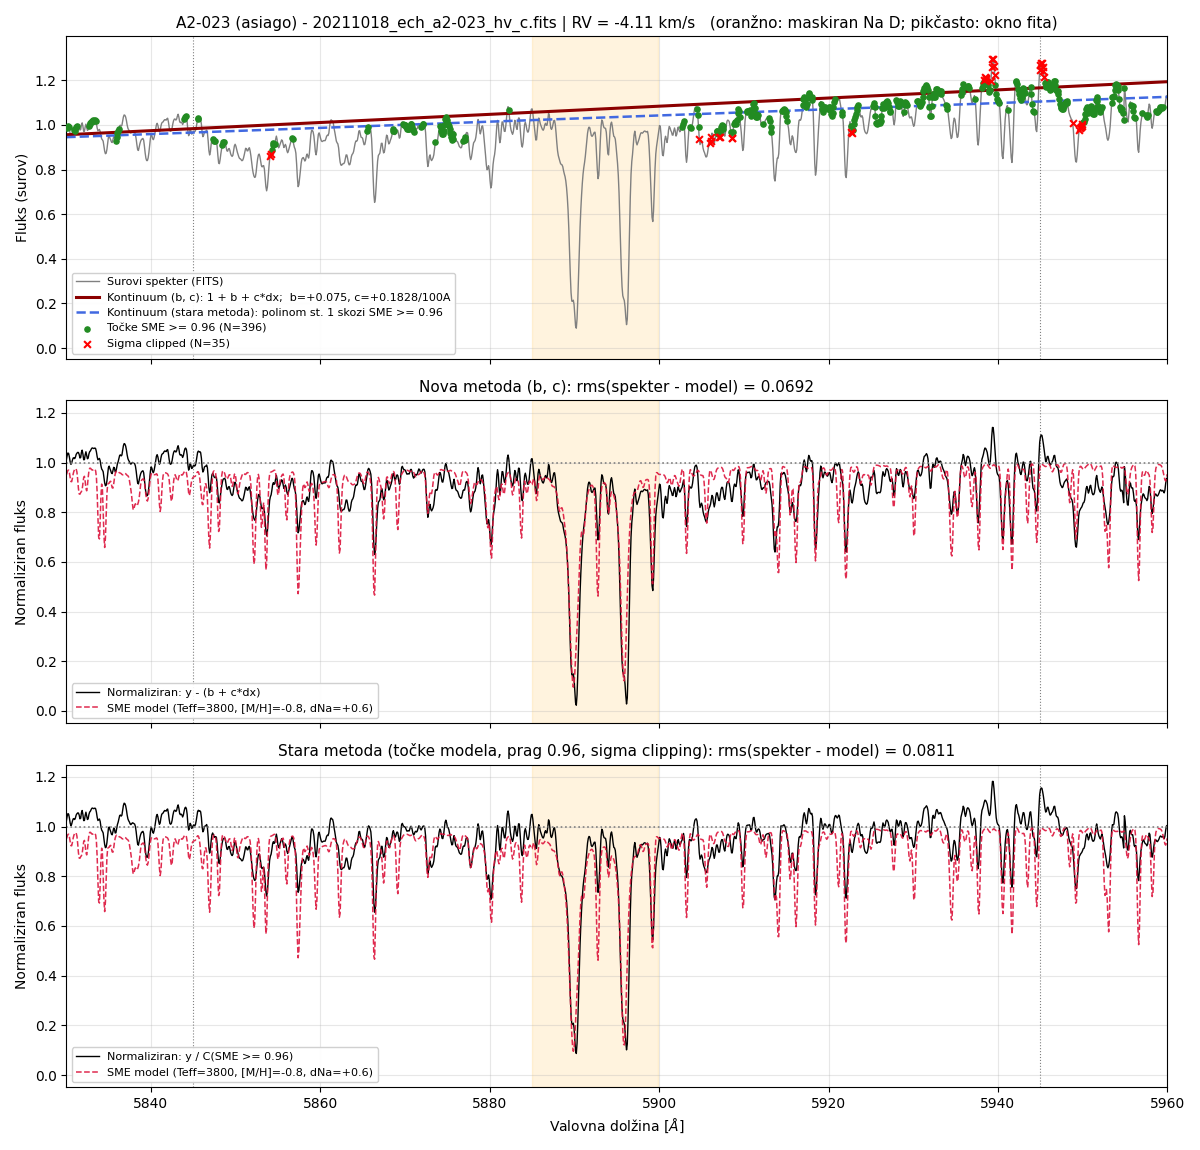 A2-023 (asiago) - 20211018_ech_a2-023_hv_c.fits | RV = -4.11 km/s   (oranžno: maskiran Na D; pikčasto: okno fita)
Fluks (surov)
1.2
1.0
0.8
0.6
0.4
0.2
0.0
Surovi spekter (FITS)
Kontinuum (b, c): 1 + b + c*dx;  b=+0.075, c=+0.1828/100A
Kontinuum (stara metoda): polinom st. 1 skozi SME >= 0.96
Točke SME >= 0.96 (N=396)
Sigma clipped (N=35)
Nova metoda (b, c): rms(spekter - model) = 0.0692
Normaliziran fluks
1.2
1.0
0.8
0.6
0.4
0.2
0.0
Normaliziran: y - (b + c*dx)
SME model (Teff=3800, [M/H]=-0.8, dNa=+0.6)
Stara metoda (točke modela, prag 0.96, sigma clipping): rms(spekter - model) = 0.0811
Normaliziran fluks
1.2
1.0
0.8
0.6
0.4
0.2
0.0
Normaliziran: y / C(SME >= 0.96)
SME model (Teff=3800, [M/H]=-0.8, dNa=+0.6)
5840 5860 5880 5900 5920 5940 5960
Valovna dolžina [Å]